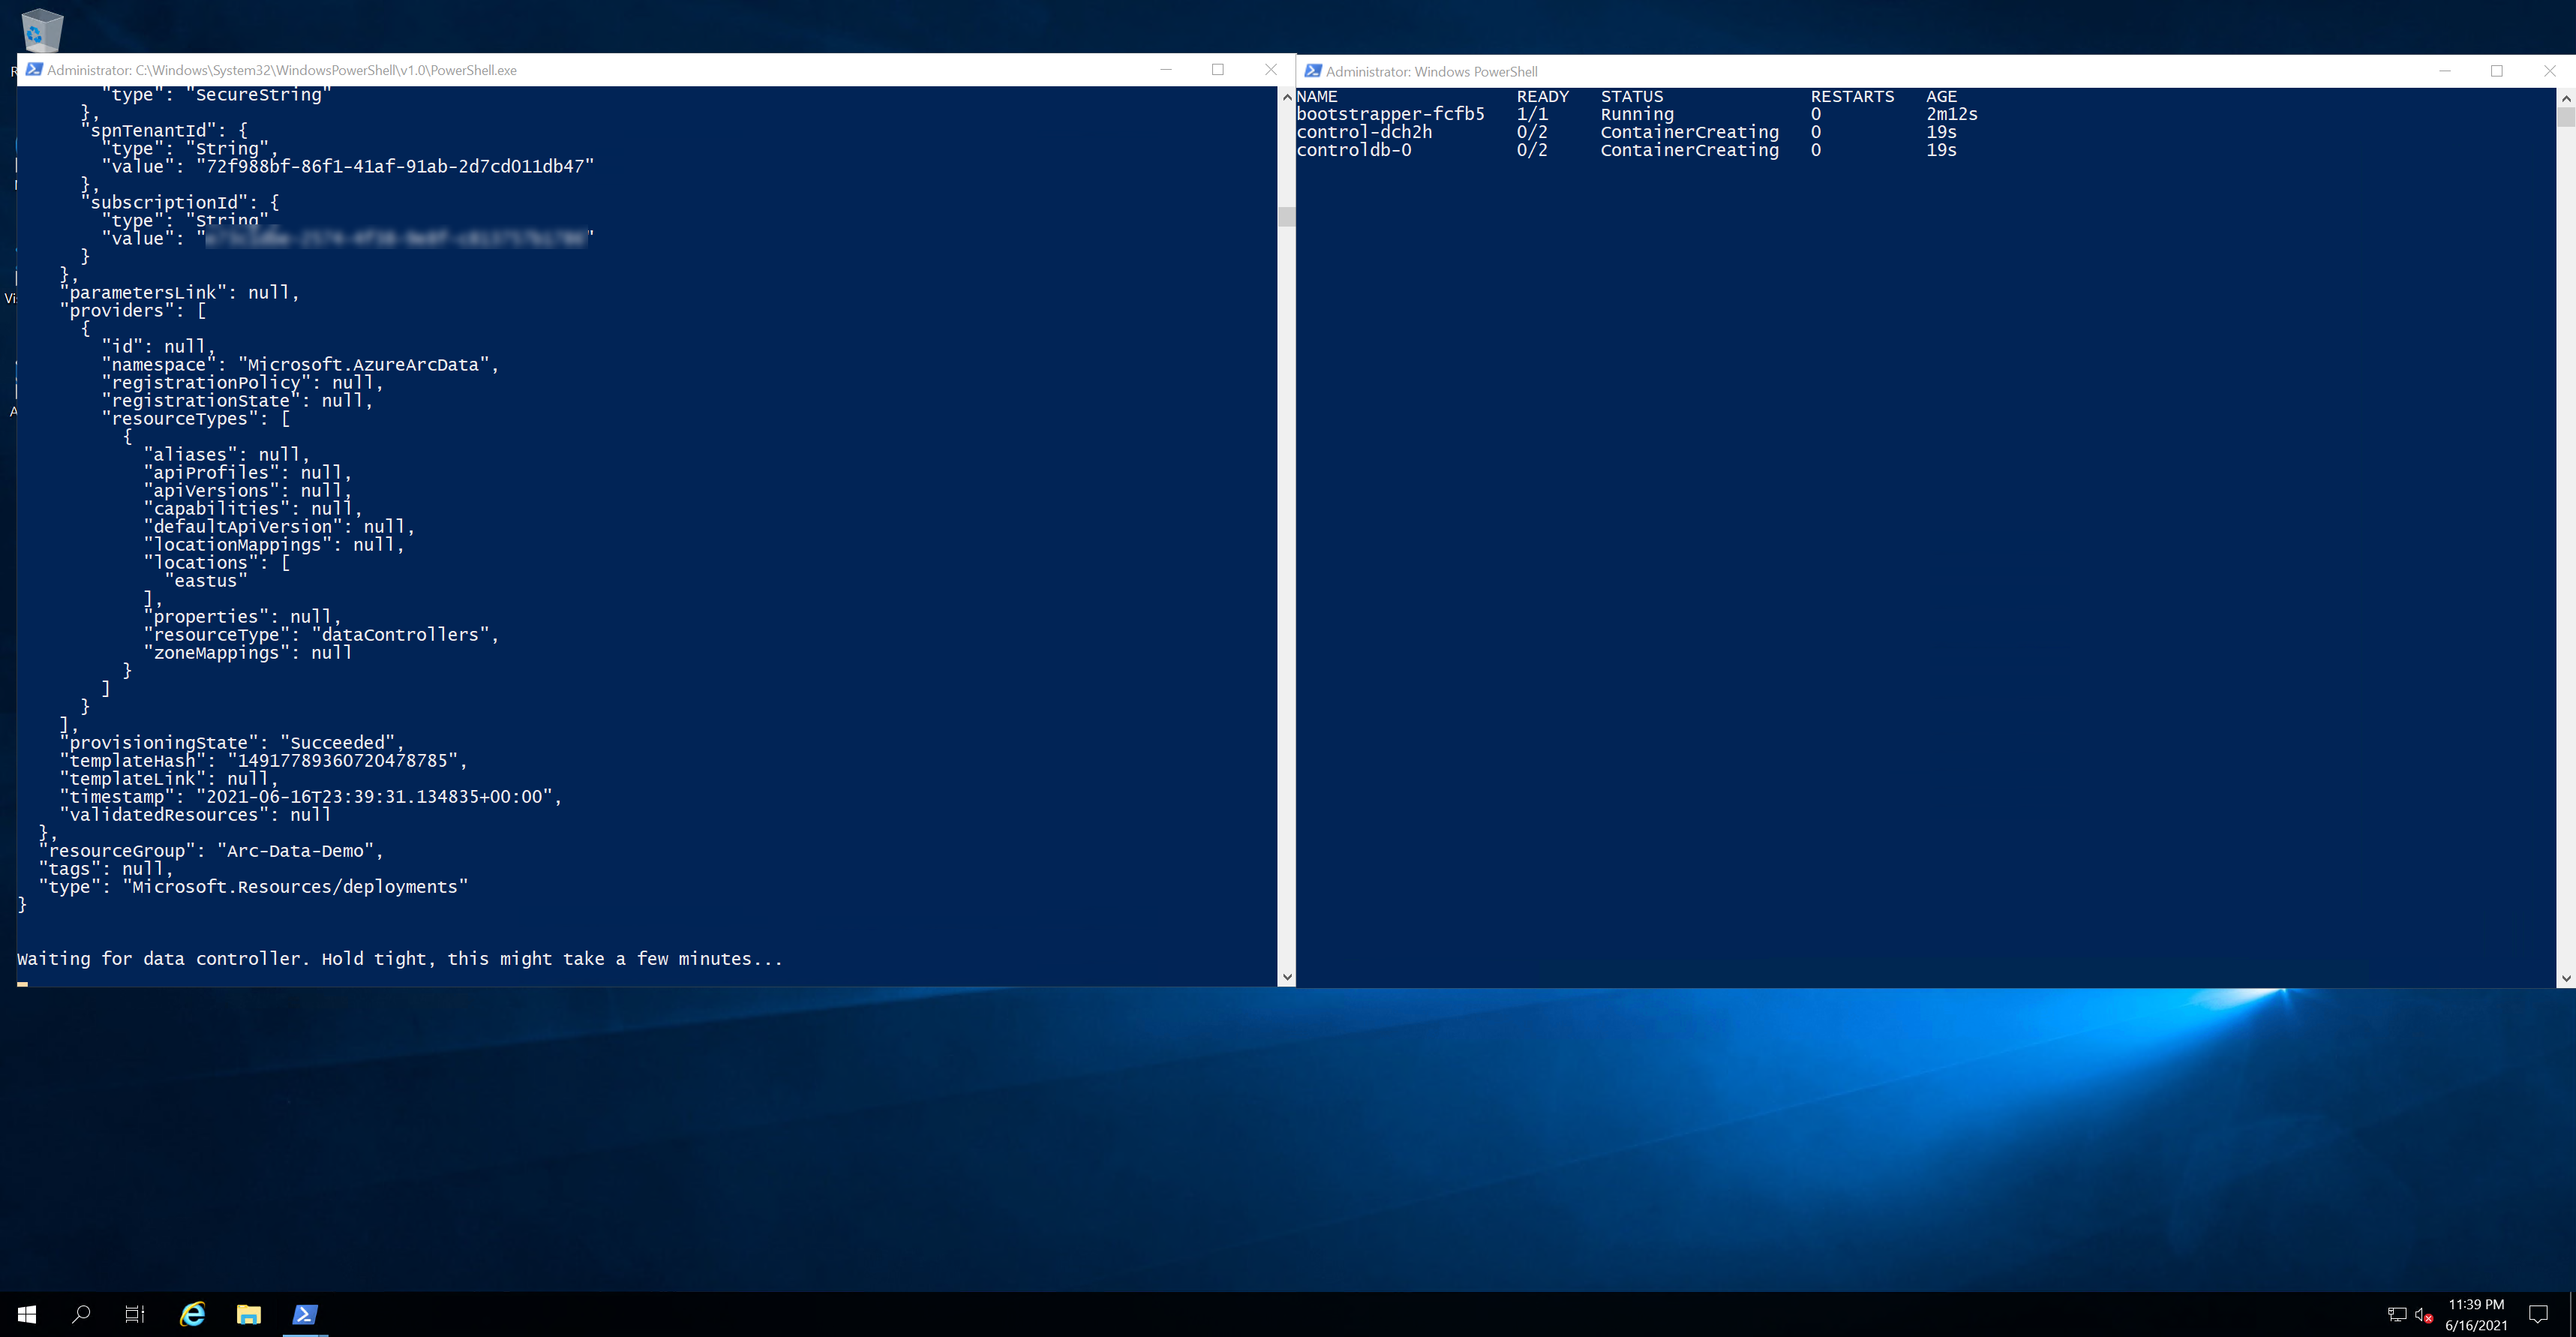 Administrator: C:\Windows\System32\WindowsPowerShell\v1.0\PowerShell.exe
"type": "SecureString"
},
"spnTenantId": {
"type": "String",
"value": "72f988bf-86f1-41af-91ab-2d7cd011db47"
},
"subscriptionId": {
"type": "String"
"value": "
}
},
"parametersLink": null,
"providers": [
{
"id": null,
"namespace": "Microsoft.AzureArcData",
"registrationPolicy": null,
"registrationState": null,
"resourceTypes": [
{
"aliases": null,
"apiProfiles": null,
"apiVersions": null,
"capabilities": null,
"defaultApiVersion": null,
"locationMappings": null,
"locations": [
"eastus"
],
"properties": null,
"resourceType": "dataControllers",
"zoneMappings": null
}
]
}
],
"provisioningState": "Succeeded",
"templateHash": "14917789360720478785",
"templateLink": null,
"timestamp": "2021-06-16T23:39:31.134835+00:00",
"validatedResources": null
},
"resourceGroup": "Arc-Data-Demo",
"tags": null,
"type": "Microsoft.Resources/deployments"
}
Waiting for data controller. Hold tight, this might take a few minutes...
Administrator: Windows PowerShell
NAME READY STATUS RESTARTS AGE
bootstrapper-fcfb5 1/1 Running 0 2m12s
control-dch2h 0/2 ContainerCreating 0 19s
controldb-0 0/2 ContainerCreating 0 19s
11:39 PM
6/16/2021